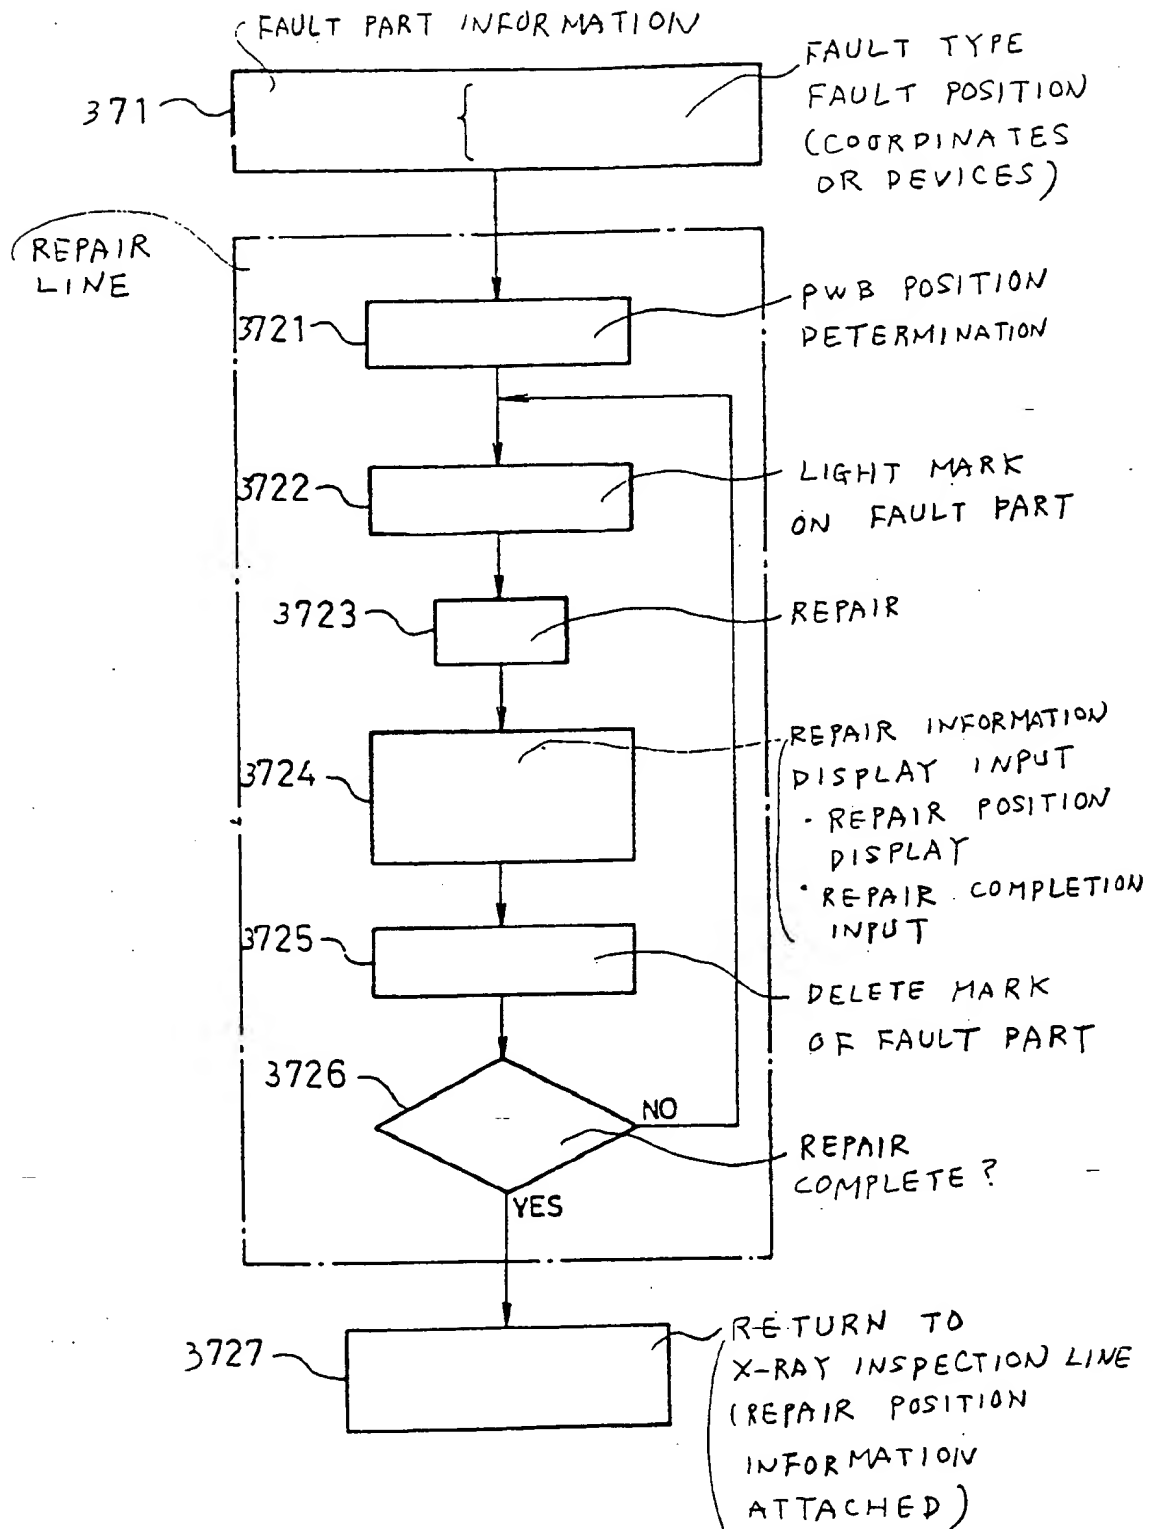 FAULT PART INFORMATION
FAULT TYPE
FAULT POSITION
(COORDINATES
OR DEVICES)
371
REPAIR
LINE
3721
PWB POSITION
DETERMINATION
3722
LIGHT MARK
ON FAULT PART
3723
REPAIR
3724
REPAIR INFORMATION
DISPLAY INPUT
· REPAIR POSITION
DISPLAY
· REPAIR COMPLETION
INPUT
3725
DELETE MARK
OF FAULT PART
3726
NO
REPAIR
COMPLETE?
YES
3727
RETURN TO
X-RAY INSPECTION LINE
(REPAIR POSITION
INFORMATION
ATTACHED)